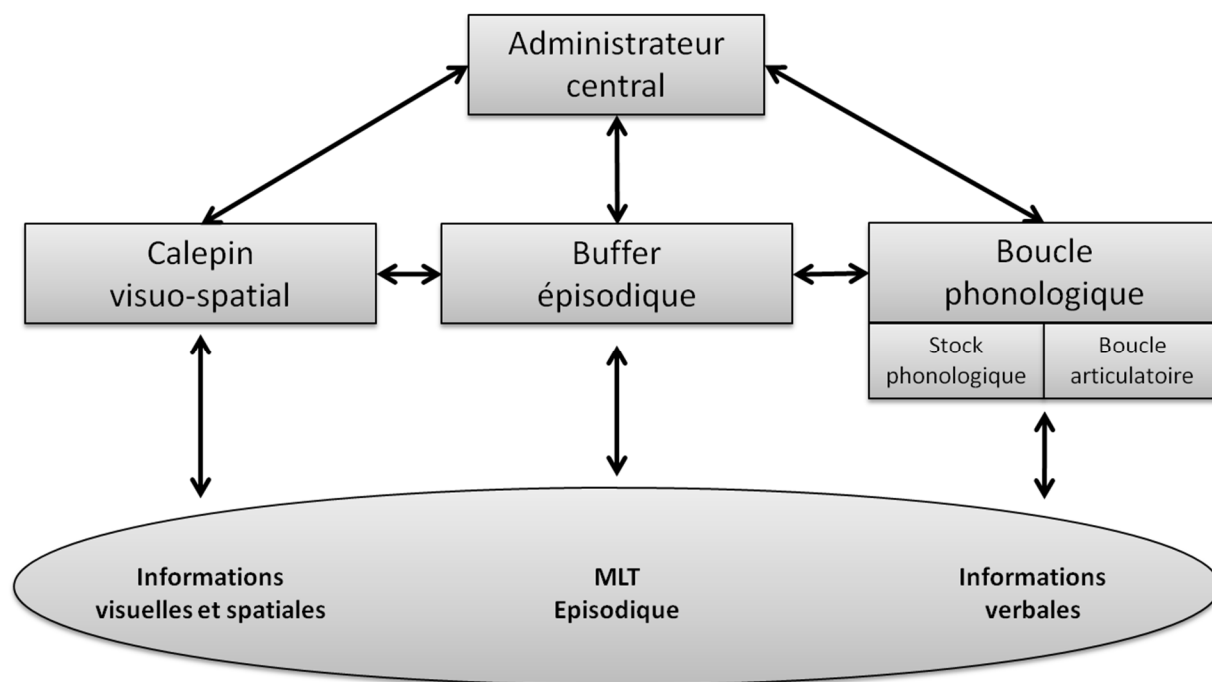 Administrateur
central
Calepin
visuo-spatial
Buffer
épisodique
Boucle
phonologique
Stock
phonologique
Boucle
articulatoire
Informations
visuelles et spatiales
MLT
Episodique
Informations
verbales